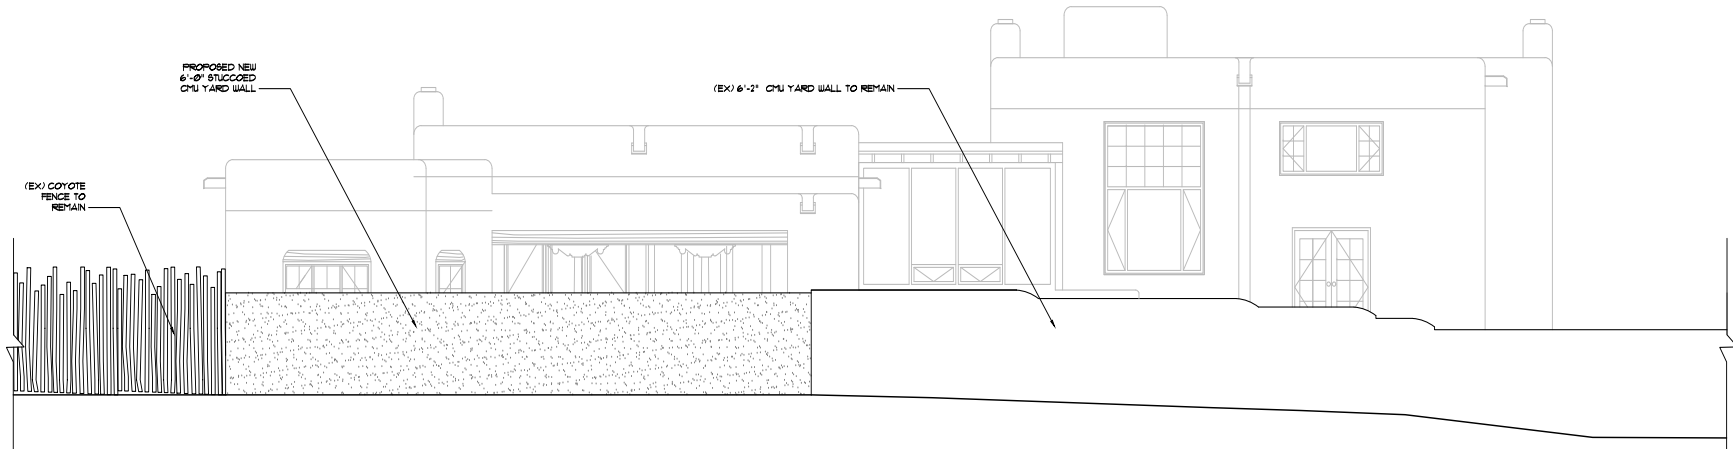 PROPOSED NEW
6'-0" STUCCOED
CMU YARD WALL
(EX) 6'-2" CMU YARD WALL TO REMAIN
(EX) COYOTE
FENCE TO
REMAIN